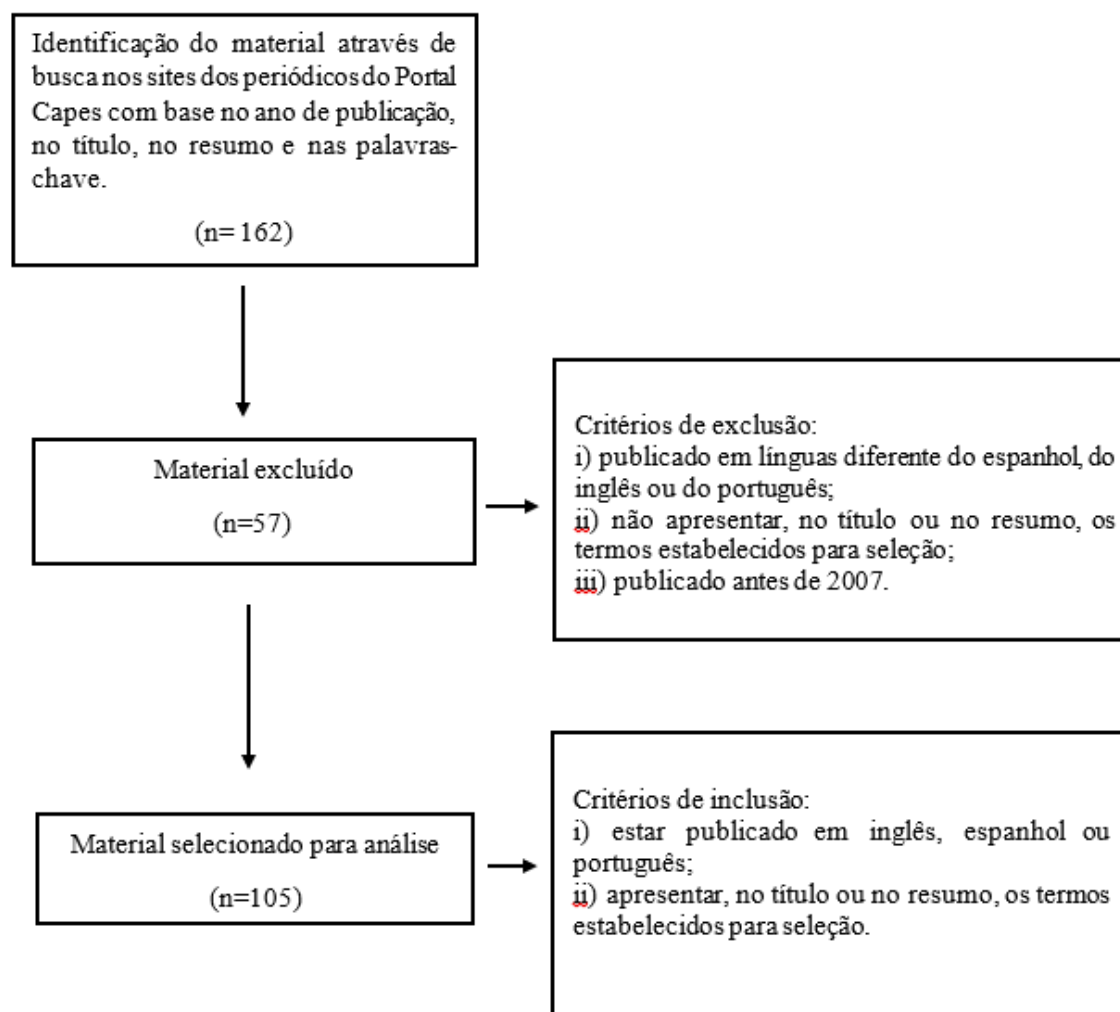 Identificação do material através de
busca nos sites dos periódicos do Portal
Capes com base no ano de publicação,
no título, no resumo e nas palavras-
chave.
(n= 162)
Material excluído
(n=57)
Critérios de exclusão:
i) publicado em línguas diferente do espanhol, do
inglês ou do português;
ii) não apresentar, no título ou no resumo, os
termos estabelecidos para seleção;
iii) publicado antes de 2007.
Material selecionado para análise
(n=105)
Critérios de inclusão:
i) estar publicado em inglês, espanhol ou
português;
ii) apresentar, no título ou no resumo, os termos
estabelecidos para seleção.